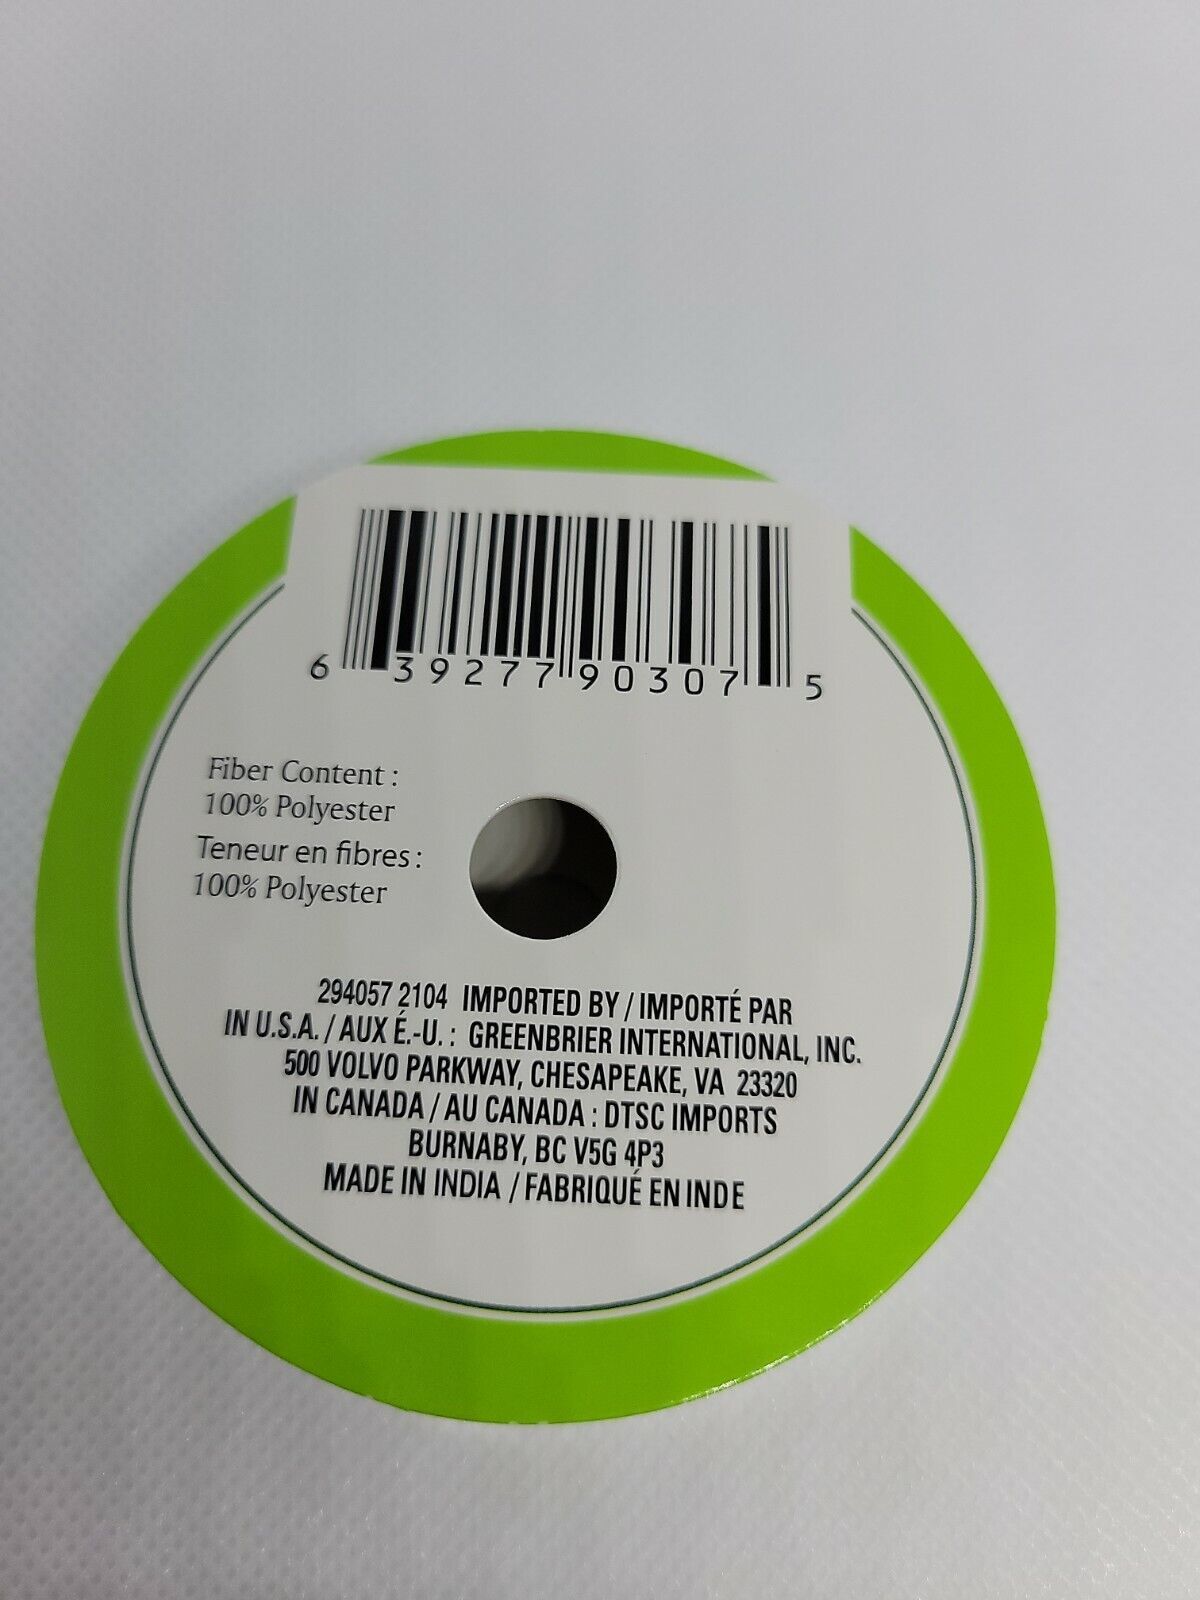 6 39277 90307 5
Fiber Content :
100% Polyester
Teneur en fibres :
100% Polyester
294057 2104 IMPORTED BY / IMPORTÉ PAR
IN U.S.A. / AUX É.-U. : GREENBRIER INTERNATIONAL, INC.
500 VOLVO PARKWAY, CHESAPEAKE, VA 23320
IN CANADA / AU CANADA : DTSC IMPORTS
BURNABY, BC V5G 4P3
MADE IN INDIA / FABRIQUÉ EN INDE